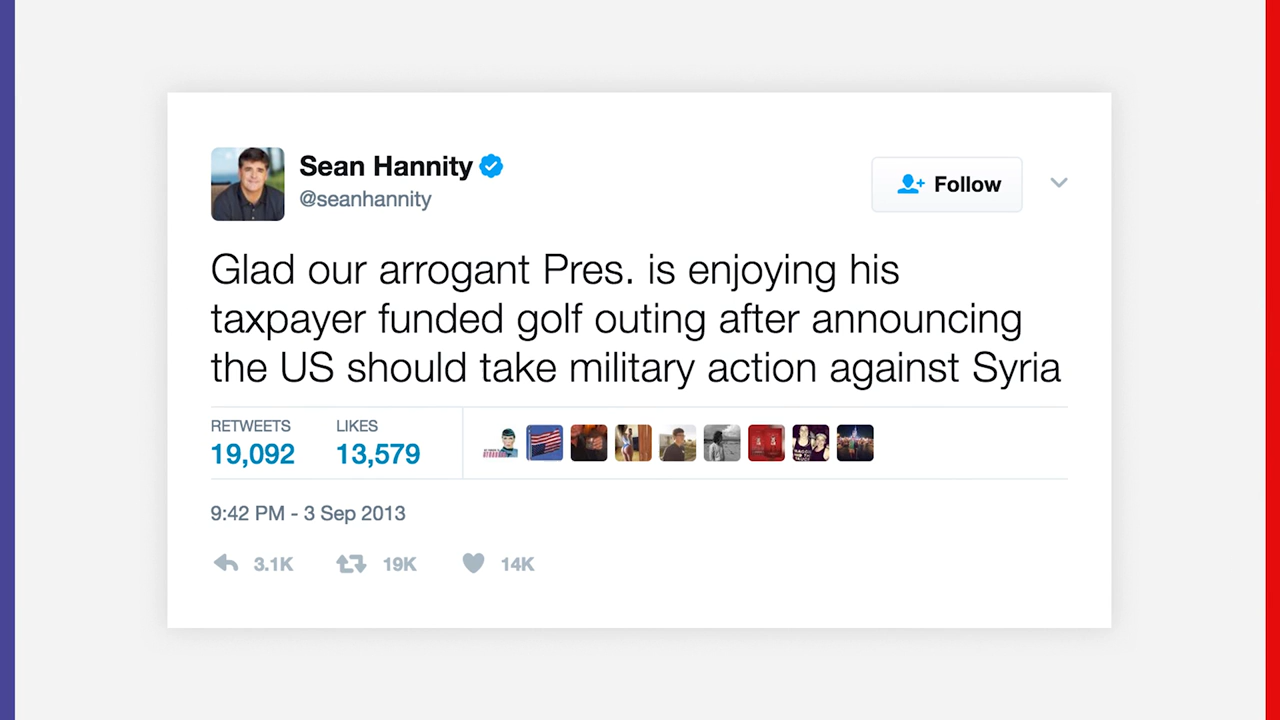 Sean Hannity
@seanhannity
Follow
Glad our arrogant Pres. is enjoying his
taxpayer funded golf outing after announcing
the US should take military action against Syria
RETWEETS LIKES
19,092 13,579
9:42 PM - 3 Sep 2013
3.1K 19K 14K